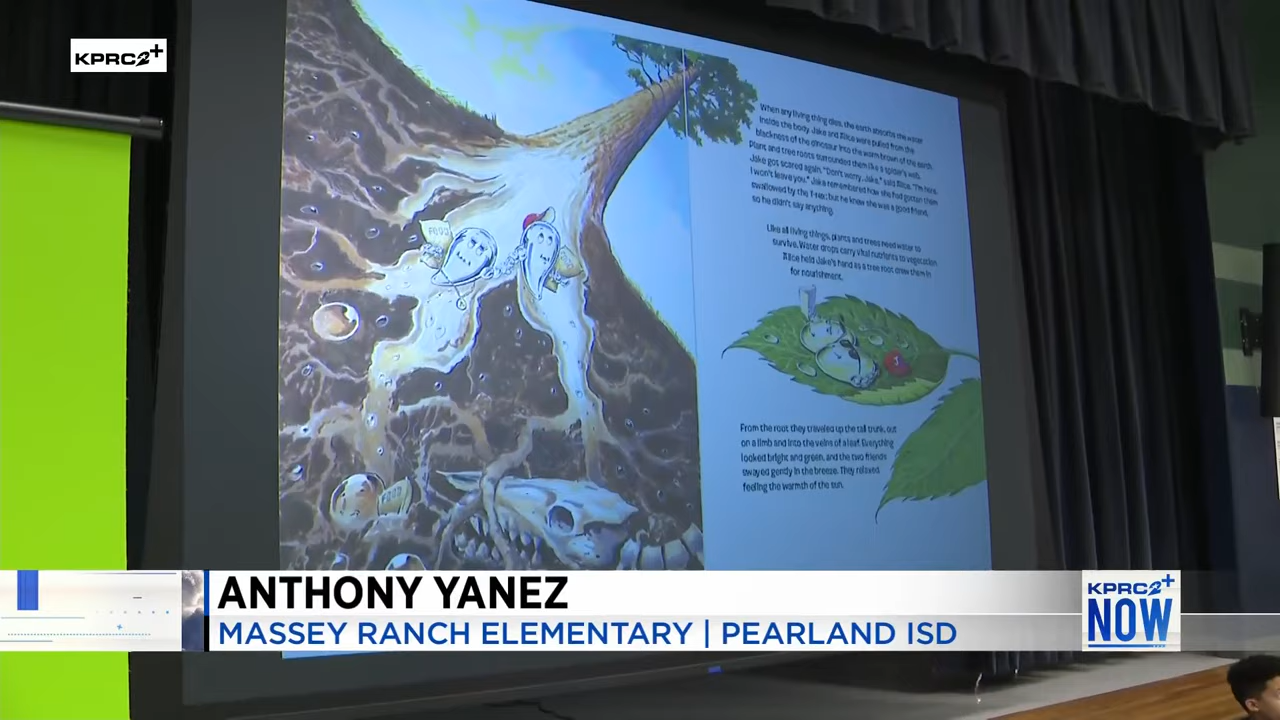 KPRC2+
FOOD
When any living thing dies, the earth absorbs the water
inside the body. Jake and Alice were pulled from the
blackness of the dinosaur into the warm brown of the earth.
Plant and tree roots surrounded them like a spider's web.
Jake got scared again. "Don't worry, Jake," said Alice. "I'm here.
I won't leave you." Jake remembered how she had gotten them
swallowed by the T-rex, but he knew she was a good friend,
so he didn't say anything.
Like all living things, plants and trees need water to
survive. Water drops carry vital nutrients to vegetation
Alice held Jake's hand as a tree root drew them in
for nourishment.
J
FOOD
From the root they traveled up the tall trunk, out
on a limb and into the veins of a leaf. Everything
looked bright and green, and the two friends
swayed gently in the breeze. They relaxed
feeling the warmth of the sun.
ANTHONY YANEZ
MASSEY RANCH ELEMENTARY | PEARLAND ISD
KPRC2+
NOW